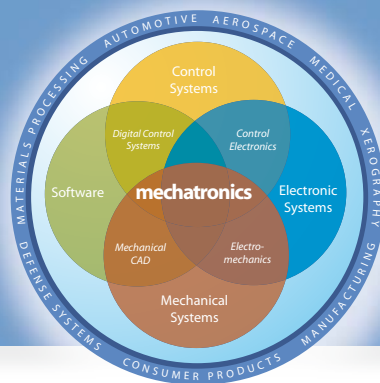 MATERIALS PROCESSING AUTOMOTIVE AEROSPACE MEDICAL XEROGRAPHY
Control
Systems
Digital Control
Systems
Control
Electronics
Software
mechatronics
Electronic
Systems
Mechanical
CAD
Electro-
mechanics
Mechanical
Systems
DEFENSE SYSTEMS CONSUMER PRODUCTS MANUFACTURING